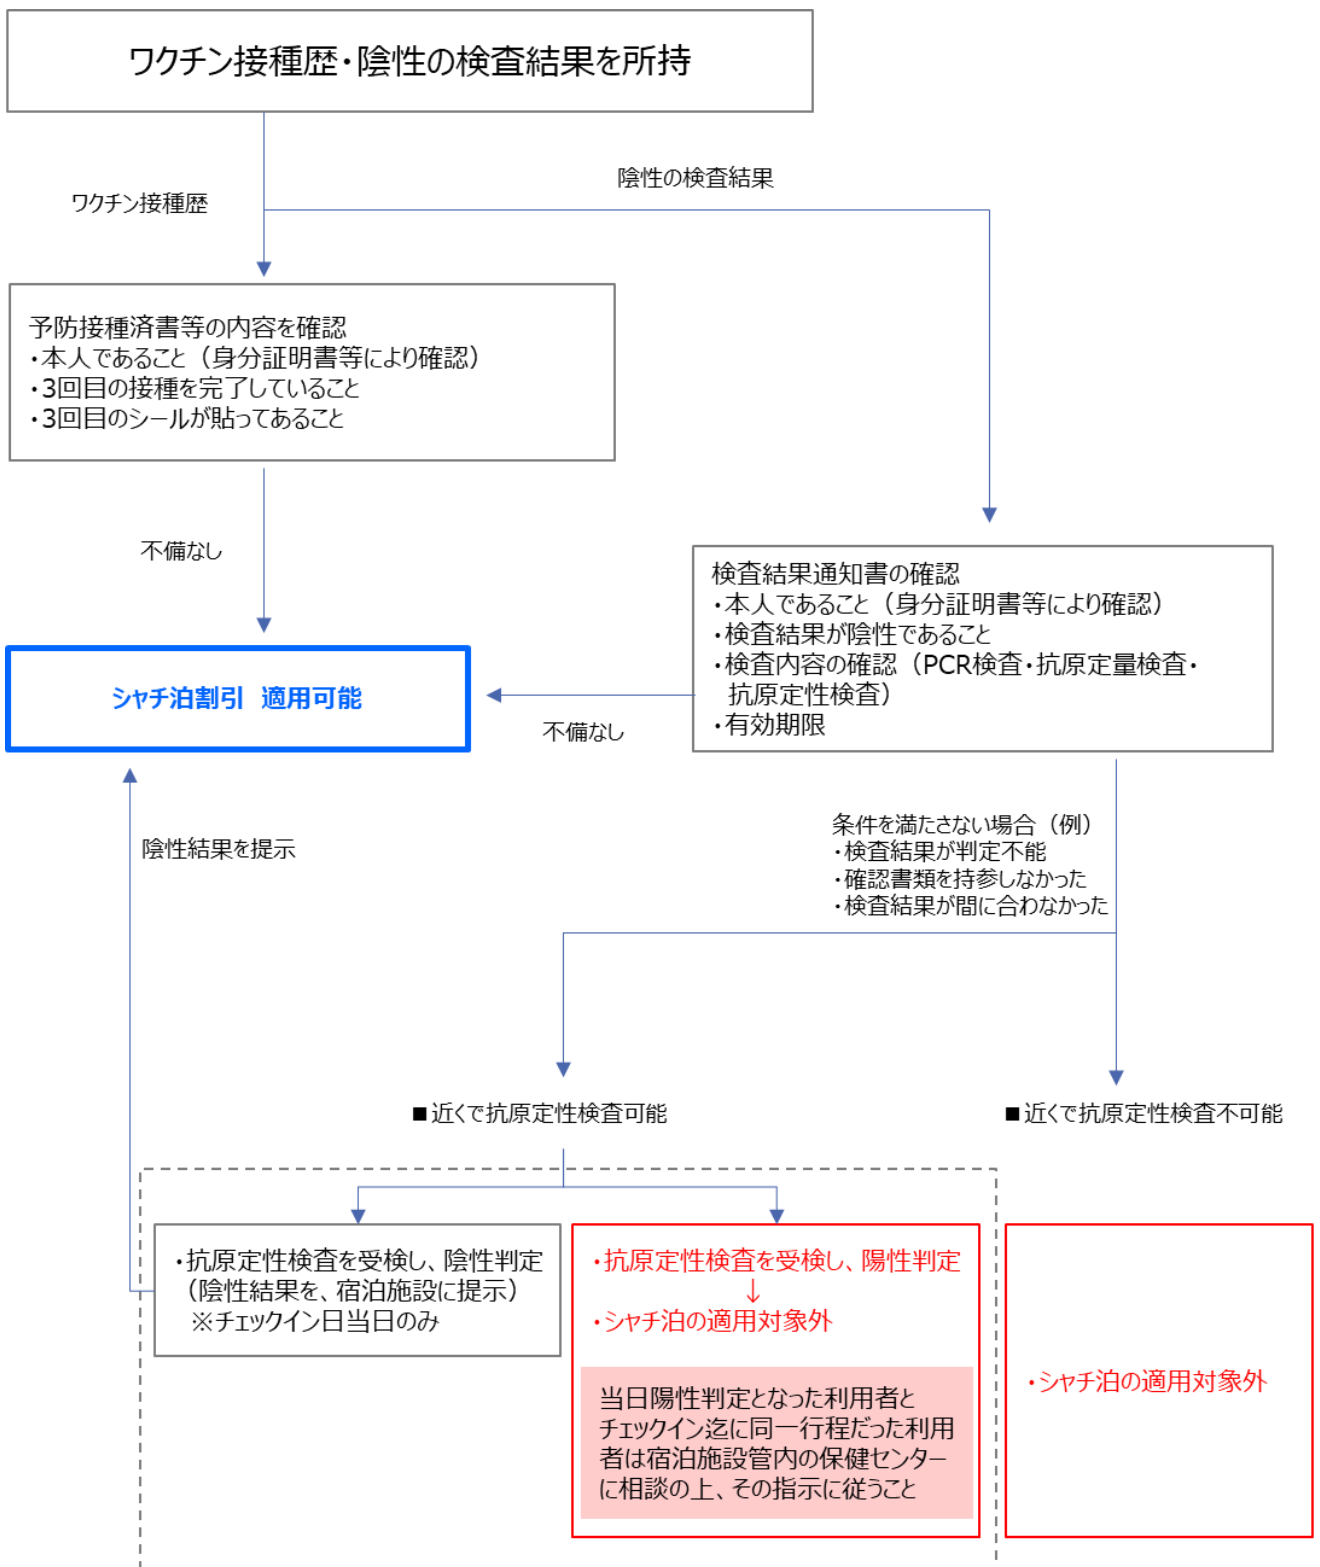 ワクチン接種歴・陰性の検査結果を所持
陰性の検査結果
ワクチン接種歴
予防接種済書等の内容を確認
・本人であること（身分証明書等により確認）
・3回目の接種を完了していること
・3回目のシールが貼ってあること
不備なし
検査結果通知書の確認
・本人であること（身分証明書等により確認）
・検査結果が陰性であること
・検査内容の確認（PCR検査・抗原定量検査・
抗原定性検査）
・有効期限
シャチ泊割引　適用可能
不備なし
条件を満たさない場合（例）
・検査結果が判定不能
・確認書類を持参しなかった
・検査結果が間に合わなかった
陰性結果を提示
■近くで抗原定性検査可能
■近くで抗原定性検査不可能
・抗原定性検査を受検し、陰性判定
（陰性結果を、宿泊施設に提示）
※チェックイン日当日のみ
・抗原定性検査を受検し、陽性判定
↓
・シャチ泊の適用対象外
当日陽性判定となった利用者と
チェックイン迄に同一行程だった利用
者は宿泊施設管内の保健センター
に相談の上、その指示に従うこと
・シャチ泊の適用対象外